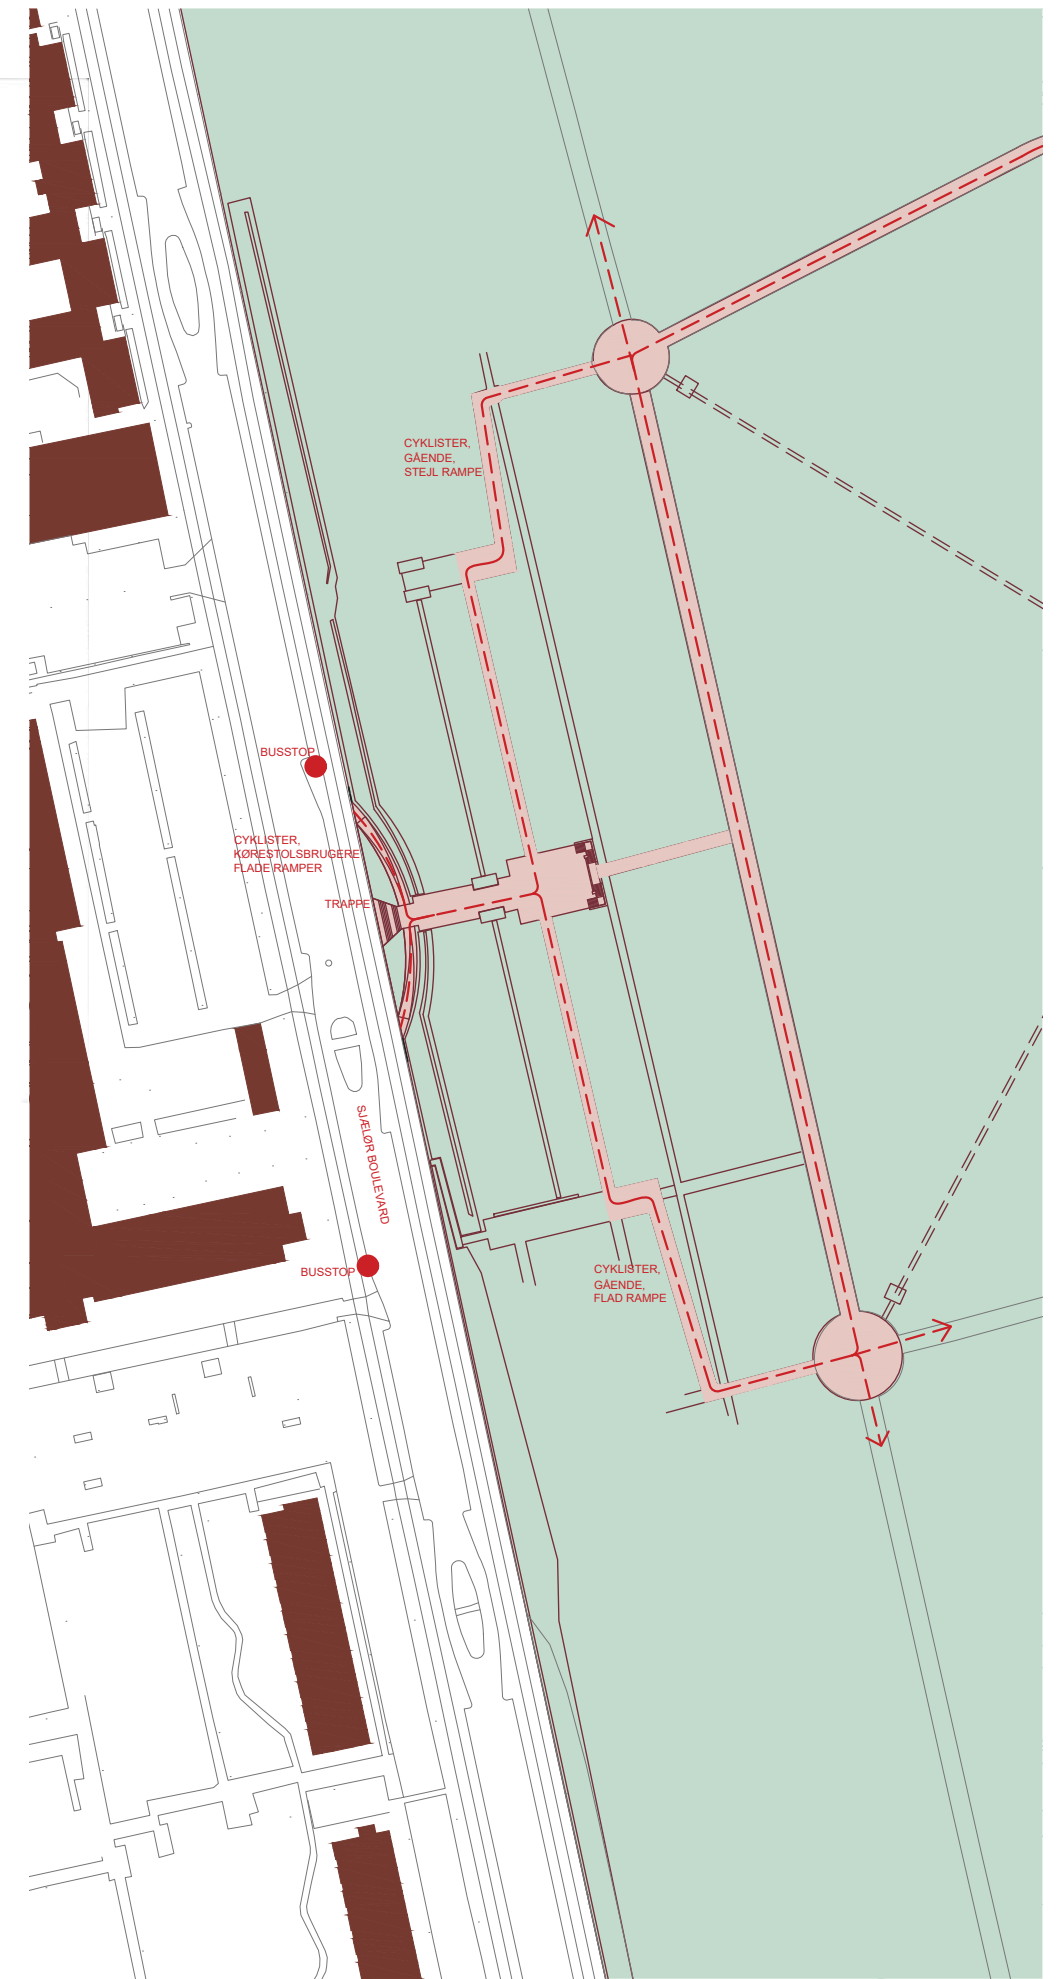 CYKLISTER,
GÅENDE,
STEJL RAMPE
BUSSTOP
CYKLISTER,
KØRESTOLSBRUGERE
FLADE RAMPER
TRAPPE
SJÆLØR BOULEVARD
BUSSTOP
CYKLISTER,
GÅENDE,
FLAD RAMPE